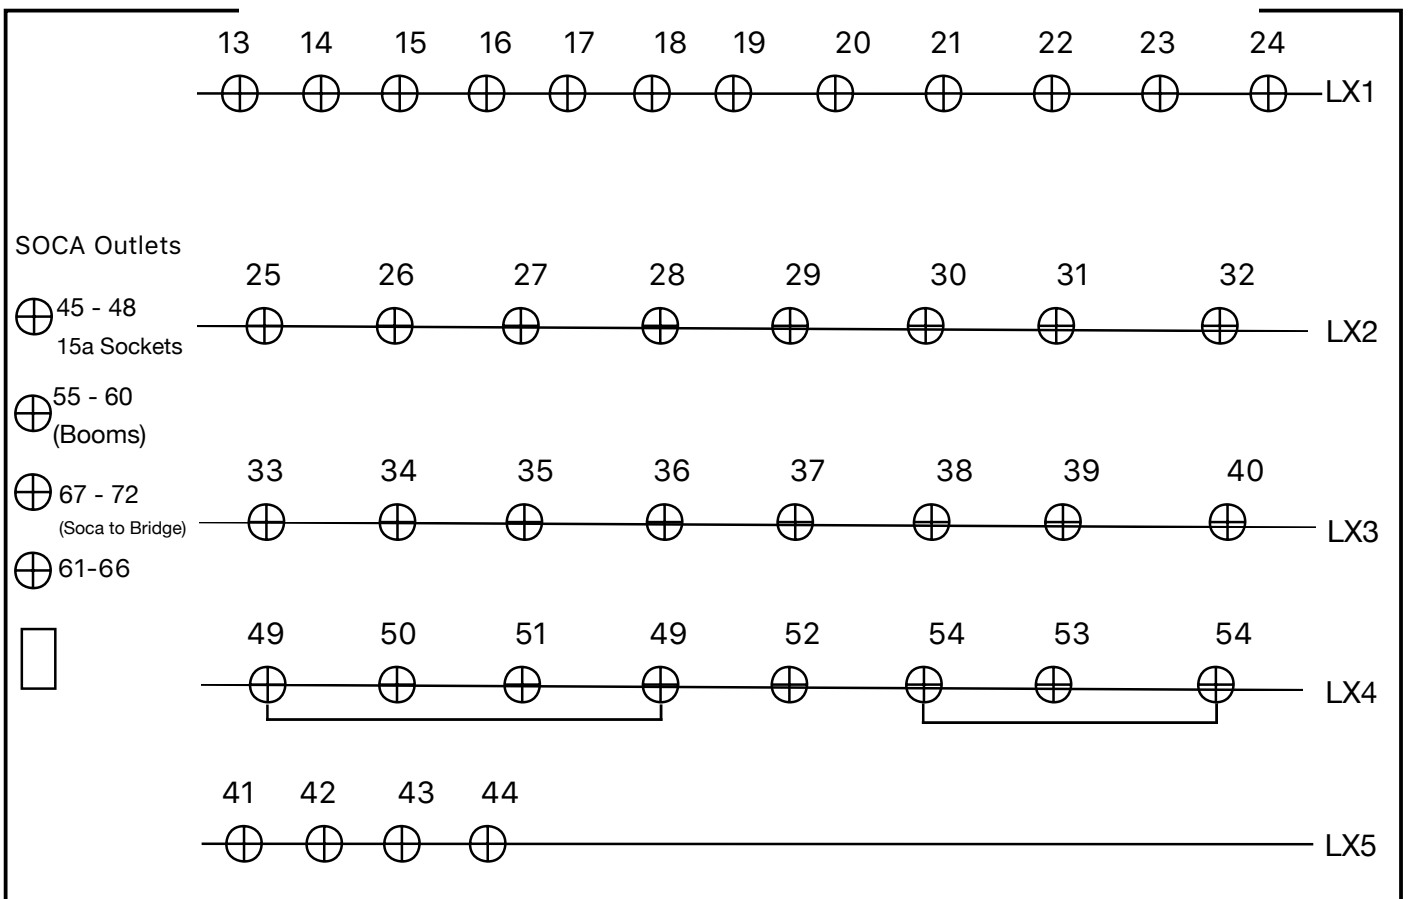 13 14 15 16 17 18 19 20 21 22 23 24
LX1
SOCA Outlets
45 - 48
15a Sockets
55 - 60
(Booms)
67 - 72
(Soca to Bridge)
61-66
25 26 27 28 29 30 31 32
LX2
33 34 35 36 37 38 39 40
LX3
49 50 51 49 52 54 53 54
LX4
41 42 43 44
LX5